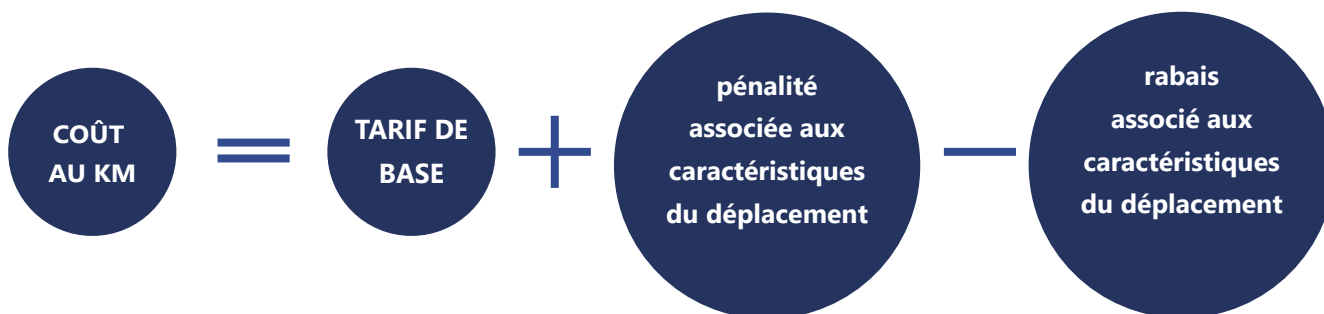 COÛT
AU KM
=
TARIF DE
BASE
+
pénalité
associée aux
caractéristiques
du déplacement
—
rabais
associé aux
caractéristiques
du déplacement